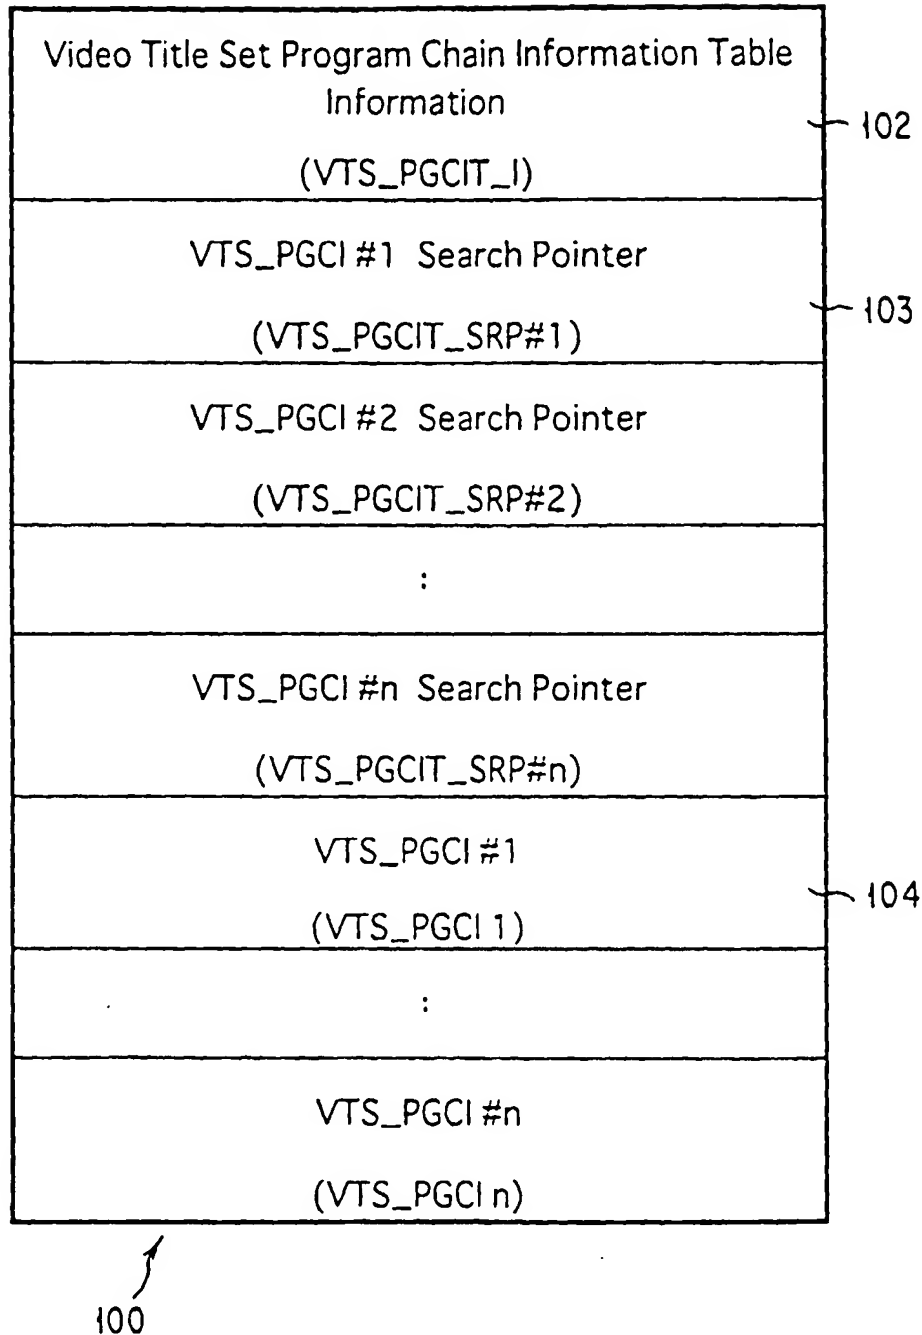 Video Title Set Program Chain Information Table
Information
(VTS_PGCIT_I)
102
VTS_PGCI #1 Search Pointer
(VTS_PGCIT_SRP#1)
103
VTS_PGCI #2 Search Pointer
(VTS_PGCIT_SRP#2)
:
VTS_PGCI #n Search Pointer
(VTS_PGCIT_SRP#n)
VTS_PGCI #1
(VTS_PGCI 1)
104
:
VTS_PGCI #n
(VTS_PGCI n)
100